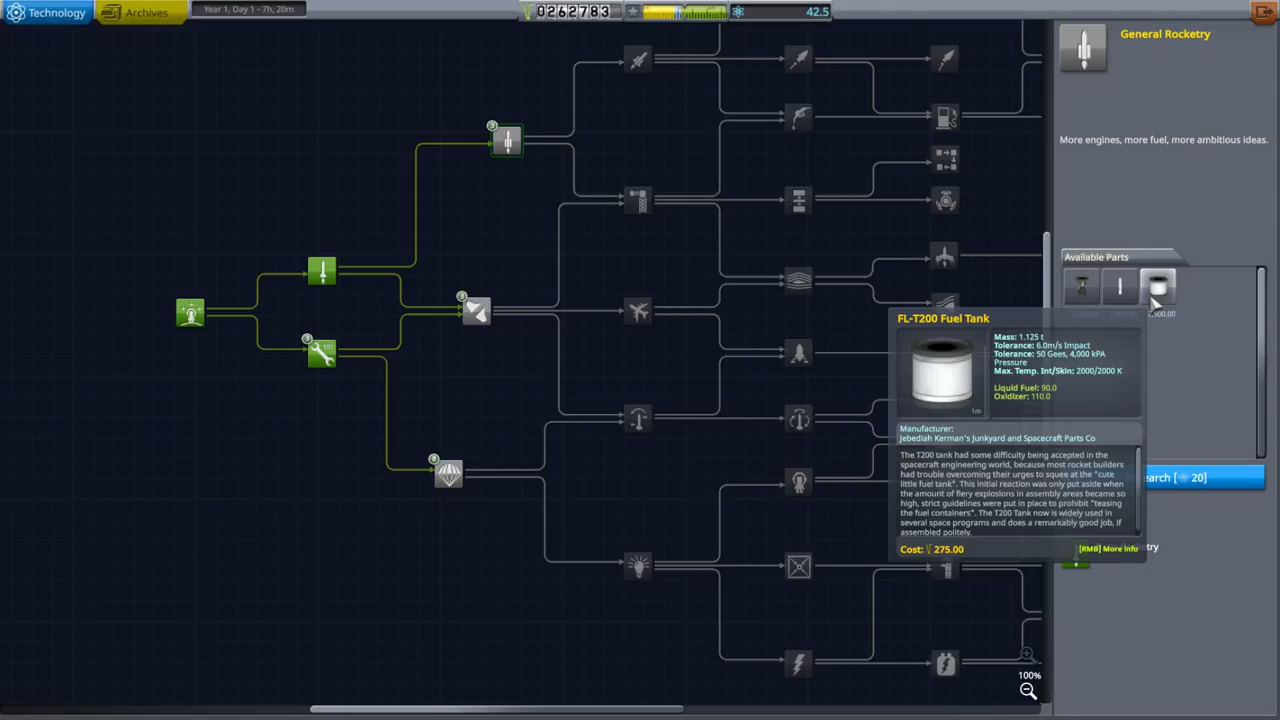 Technology
Archives
Year 1, Day 1 - 7h, 20m
0262783
42.5
General Rocketry
More engines, more fuel, more ambitious ideas.
Available Parts
3
3
3
6
FL-T200 Fuel Tank
Mass: 1.125 t
Tolerance: 6.0m/s Impact
Tolerance: 50 Gees, 4,000 kPa
Pressure
Max. Temp. Int/Skin: 2000/2000 K
Liquid Fuel: 90.0
Oxidizer: 110.0
1m
Manufacturer:
Jebediah Kerman's Junkyard and Spacecraft Parts Co
The T200 tank had some difficulty being accepted in the
spacecraft engineering world, because most rocket builders
had trouble overcoming their urges to squee at the "cute
little fuel tank". This initial reaction was only put aside when
the amount of fiery explosions in assembly areas became so
high, strict guidelines were put in place to prohibit "teasing
the fuel containers". The T200 Tank now is widely used in
several space programs and does a remarkably good job, if
assembled politely.
Cost: 275.00
[RMB] More Info
earch [ 20]
ketry
101
100%